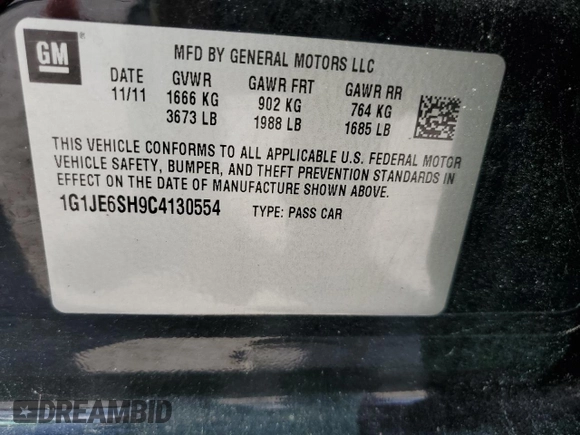 GM
MFD BY GENERAL MOTORS LLC
DATE GVWR GAWR FRT GAWR RR
11/11 1666 KG 902 KG 764 KG
3673 LB 1988 LB 1685 LB
THIS VEHICLE CONFORMS TO ALL APPLICABLE U.S. FEDERAL MOTOR
VEHICLE SAFETY, BUMPER, AND THEFT PREVENTION STANDARDS IN
EFFECT ON THE DATE OF MANUFACTURE SHOWN ABOVE.
1G1JE6SH9C4130554 TYPE: PASS CAR
DREAMBID